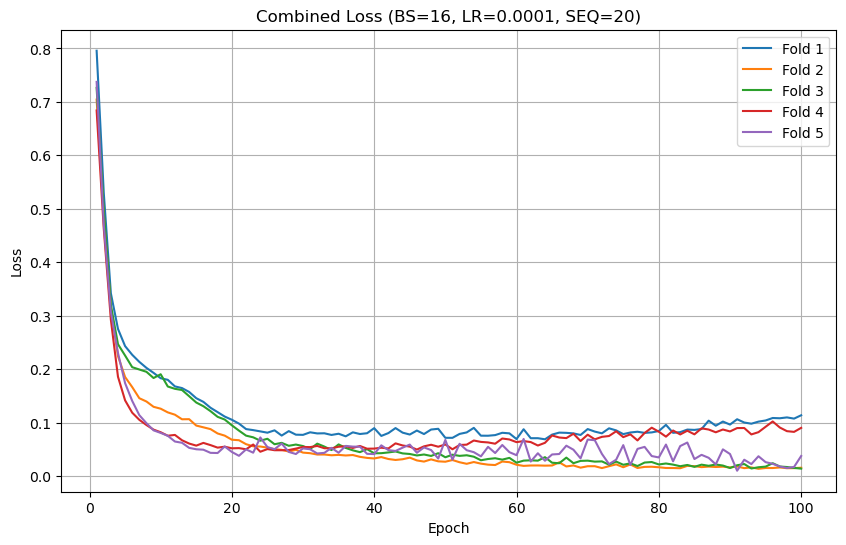 Combined Loss (BS=16, LR=0.0001, SEQ=20)
Fold 1
Fold 2
Fold 3
Fold 4
Fold 5
Loss
0.8
0.7
0.6
0.5
0.4
0.3
0.2
0.1
0.0
0 20 40 60 80 100
Epoch